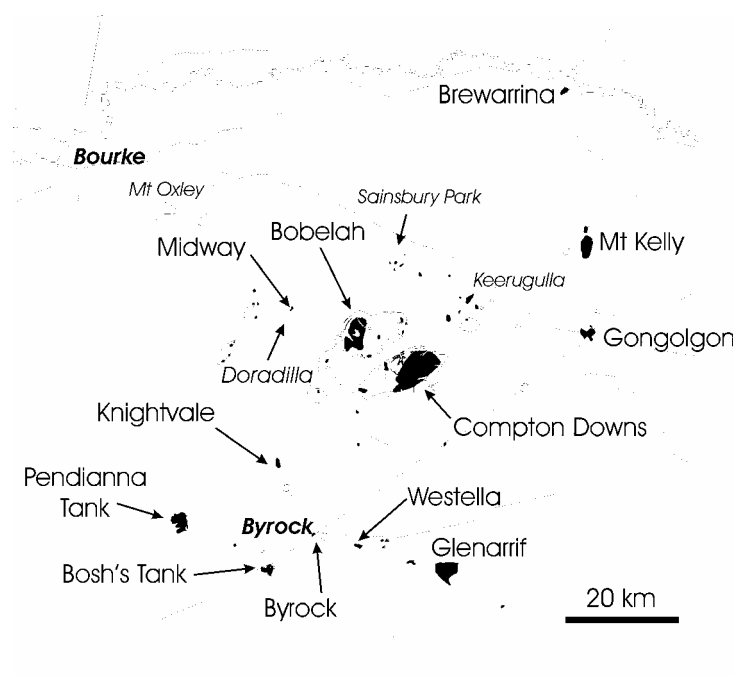 Brewarrina
Bourke
Mt Oxley
Sainsbury Park
Bobelah
Midway
Mt Kelly
Keerugulla
Gongolgon
Doradilla
Knightvale
Compton Downs
Pendianna
Tank
Westella
Byrock
Glenarrif
Bosh's Tank
Byrock
20 km